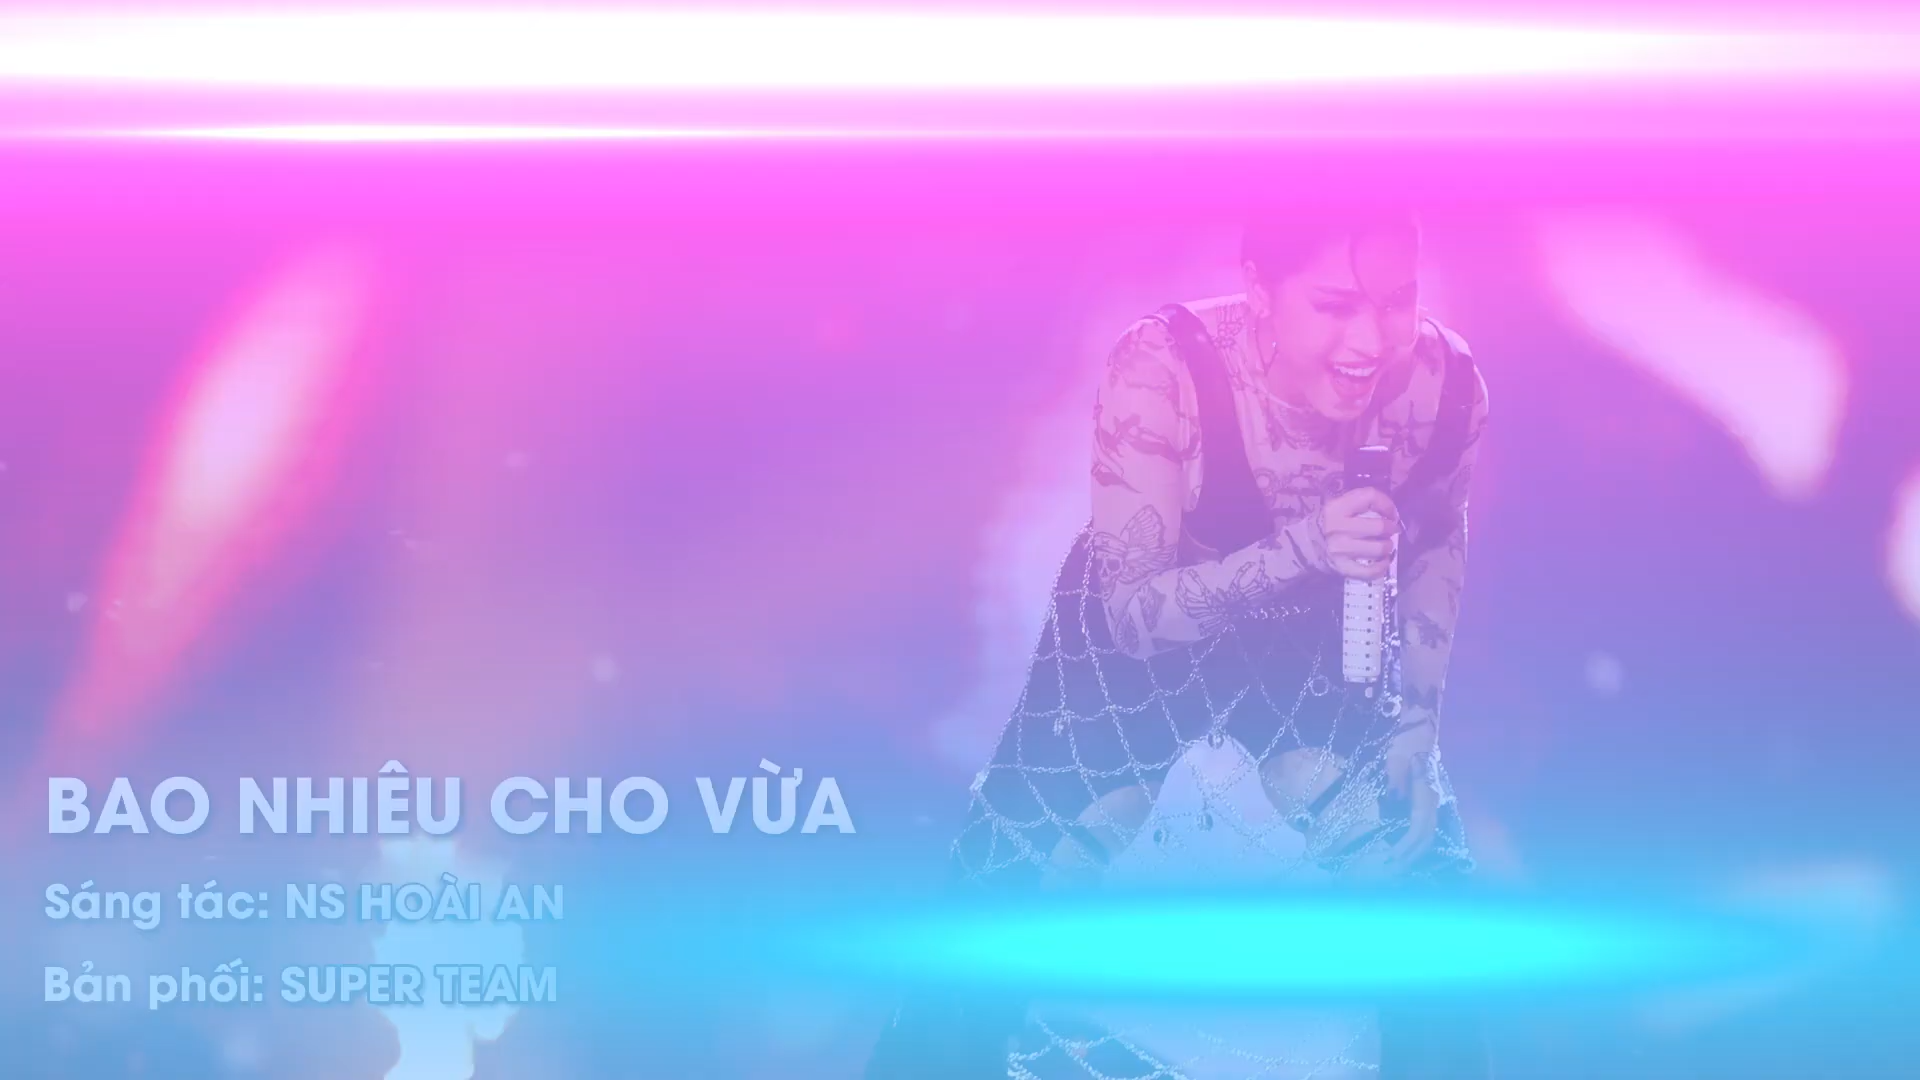 BAO NHIÊU CHO VỪA
Sáng tác: NS HOÀI AN
Bản phối: SUPER TEAM